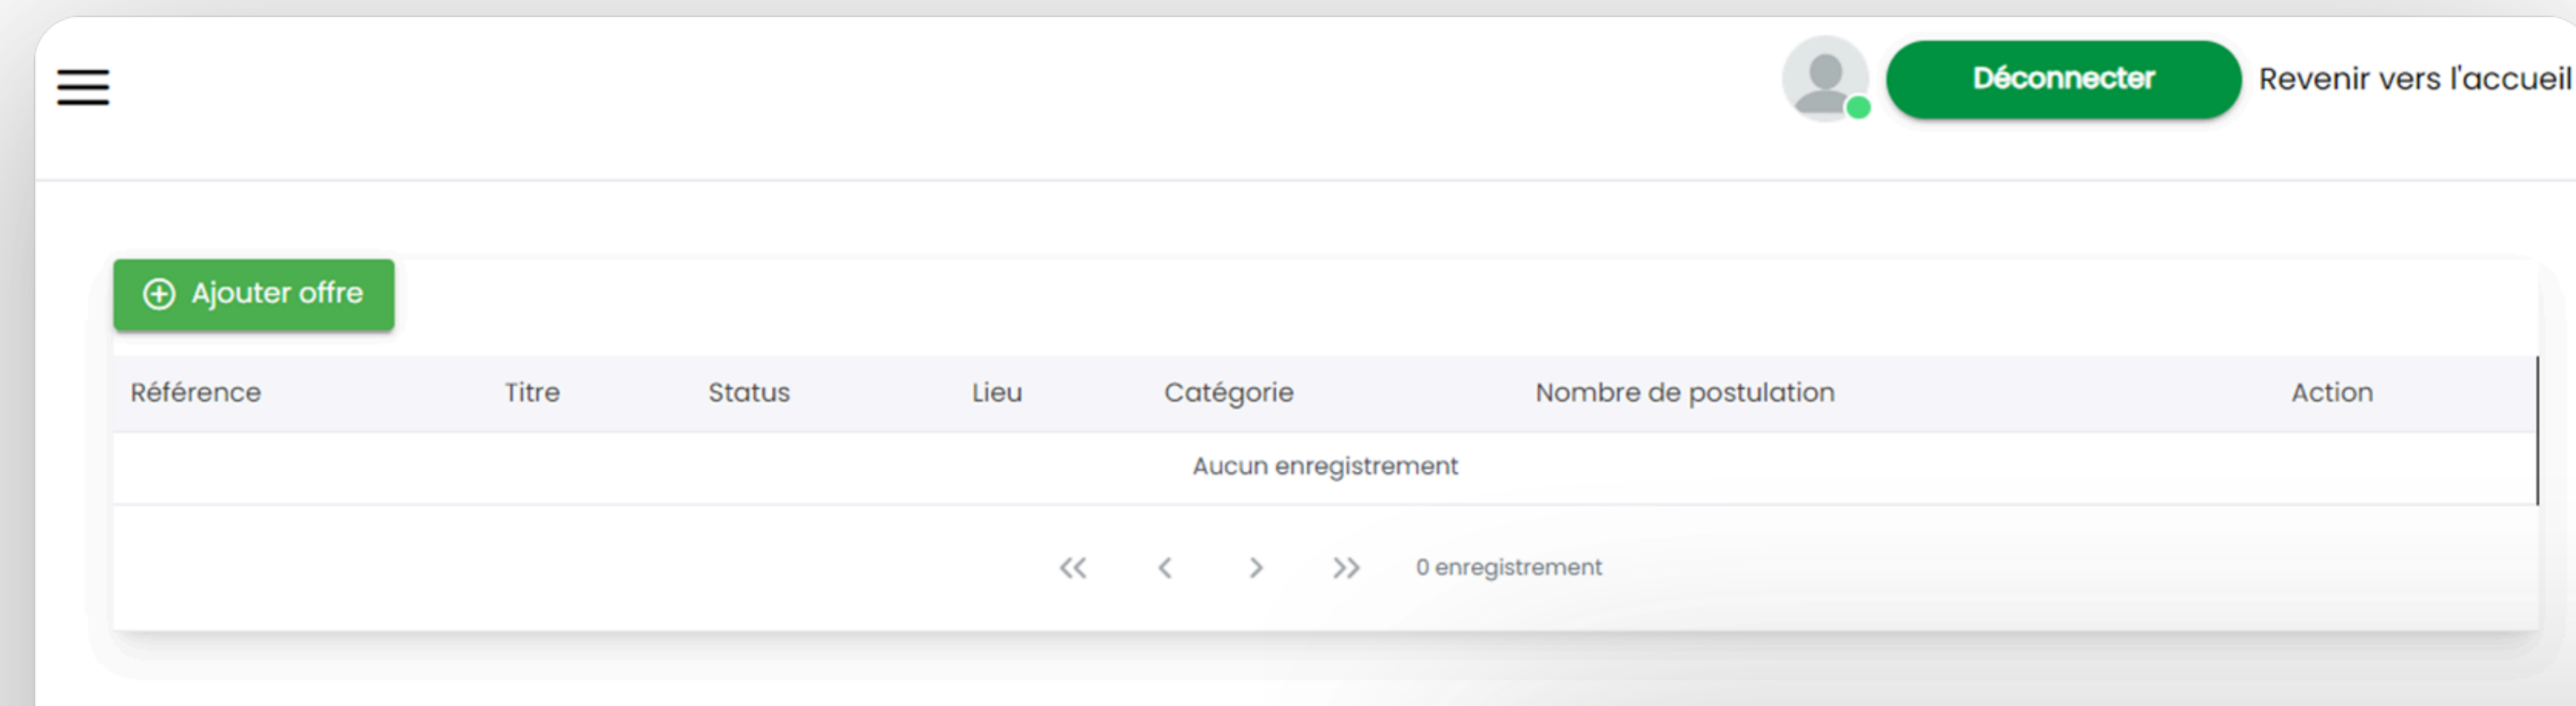 Déconnecter Revenir vers l'accueil
Ajouter offre
Référence Titre Status Lieu Catégorie Nombre de postulation Action
Aucun enregistrement
0 enregistrement